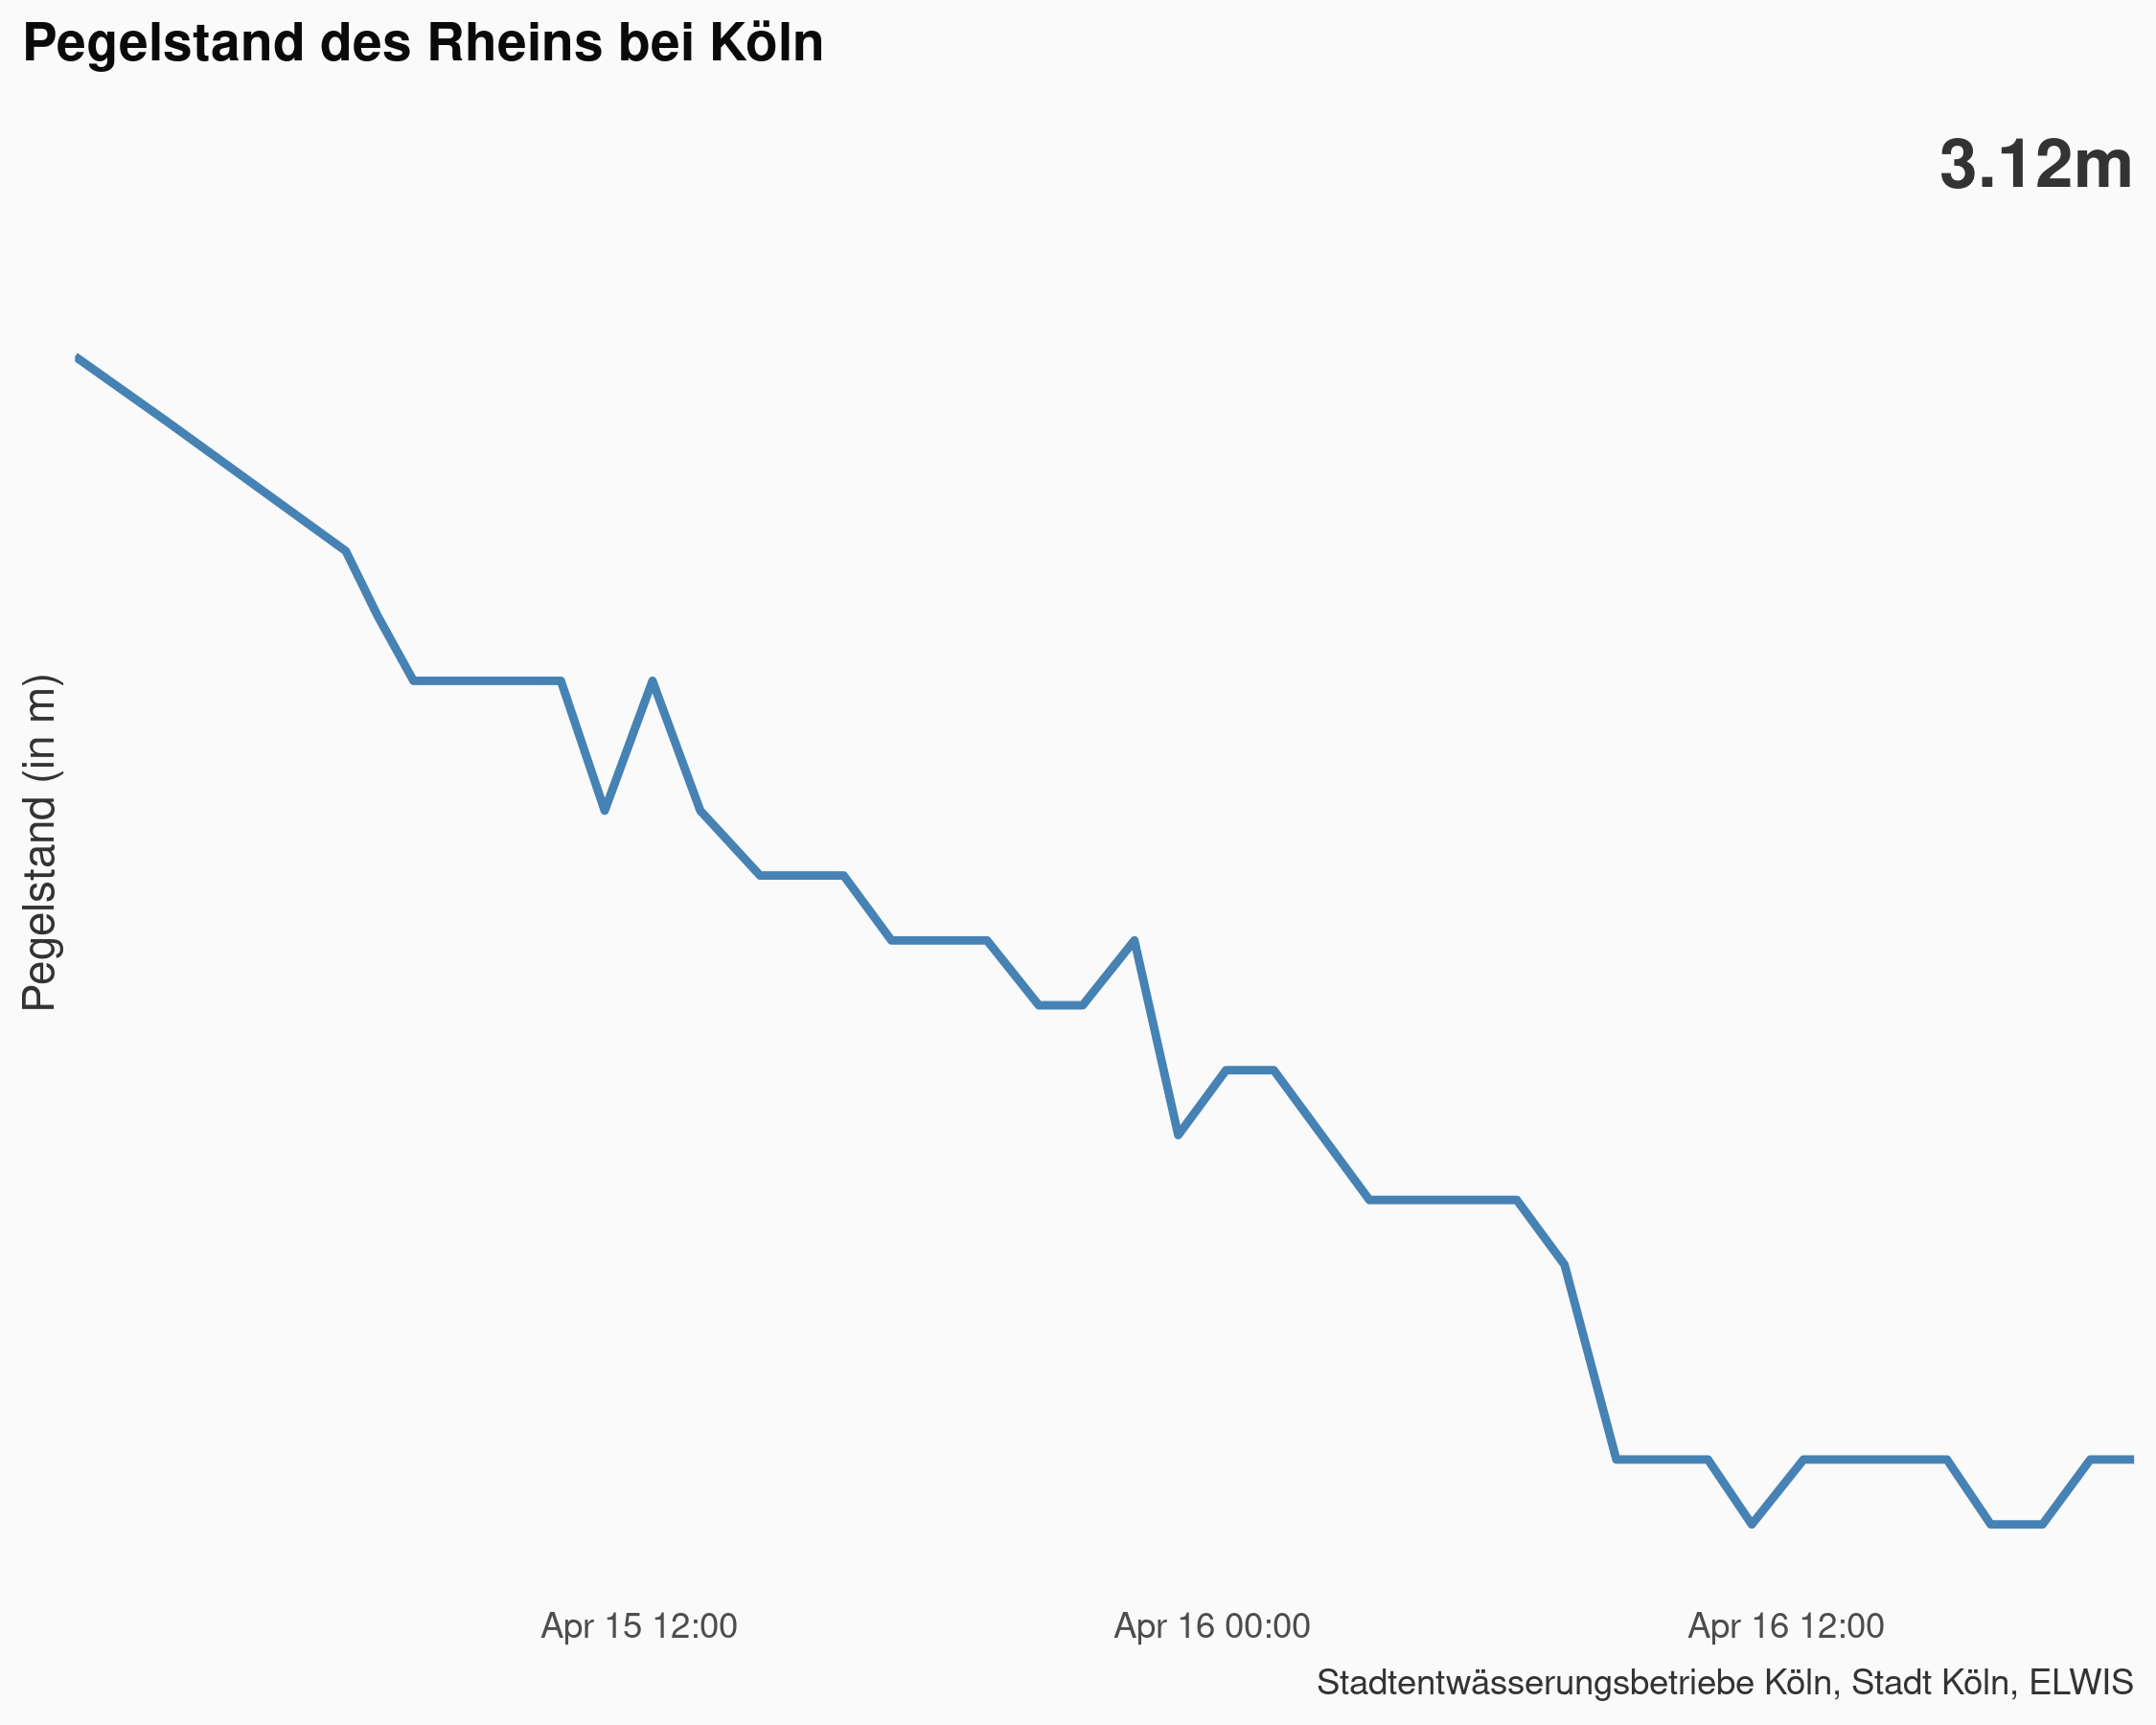 Pegelstand des Rheins bei Köln
3.12m
Pegelstand (in m)
Apr 15 12:00
Apr 16 00:00
Apr 16 12:00
Stadtentwässerungsbetriebe Köln, Stadt Köln, ELWIS